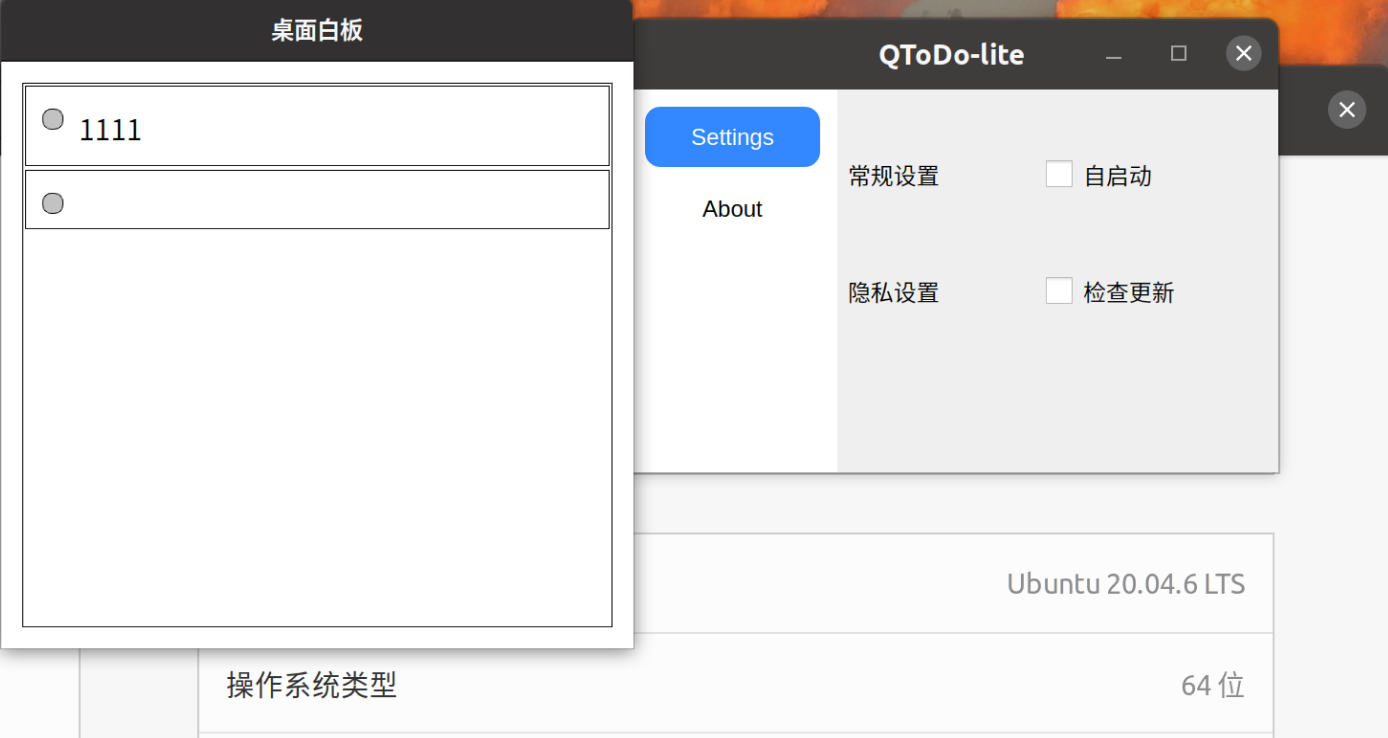 桌面白板
1111
QToDo-lite
Settings
About
常规设置
自启动
隐私设置
检查更新
Ubuntu 20.04.6 LTS
操作系统类型
64 位